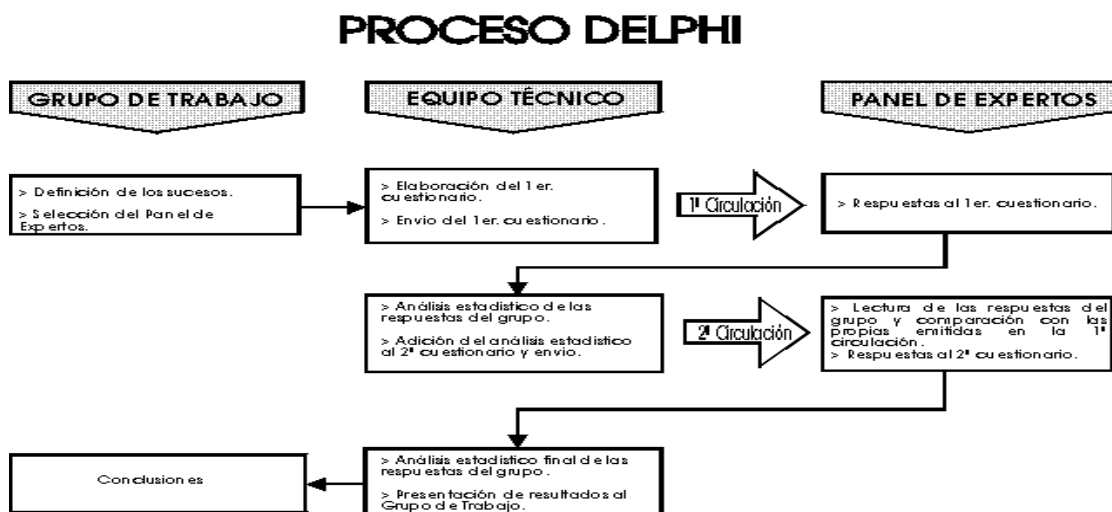 PROCESO DELPHI
GRUPO DE TRABAJO
EQUIPO TÉCNICO
PANEL DE EXPERTOS
> Definición de los sucesos.
> Selección del Panel de
Expertos.
> Elaboración del 1er.
cuestionario.
> Envio del 1er. cuestionario.
1ª Circulación
> Respuestas al 1er. cuestionario.
> Análisis estadístico de las
respuestas del grupo.
> Adición del análisis estadístico
al 2º cuestionario y envio.
2ª Circulación
> Lectura de las respuestas del
grupo y comparación con las
propias emitidas en la 1ª
circulación.
> Respuestas al 2º cuestionario.
> Análisis estadístico final de las
respuestas del grupo.
> Presentación de resultados al
Grupo de Trabajo.
Conclusiones